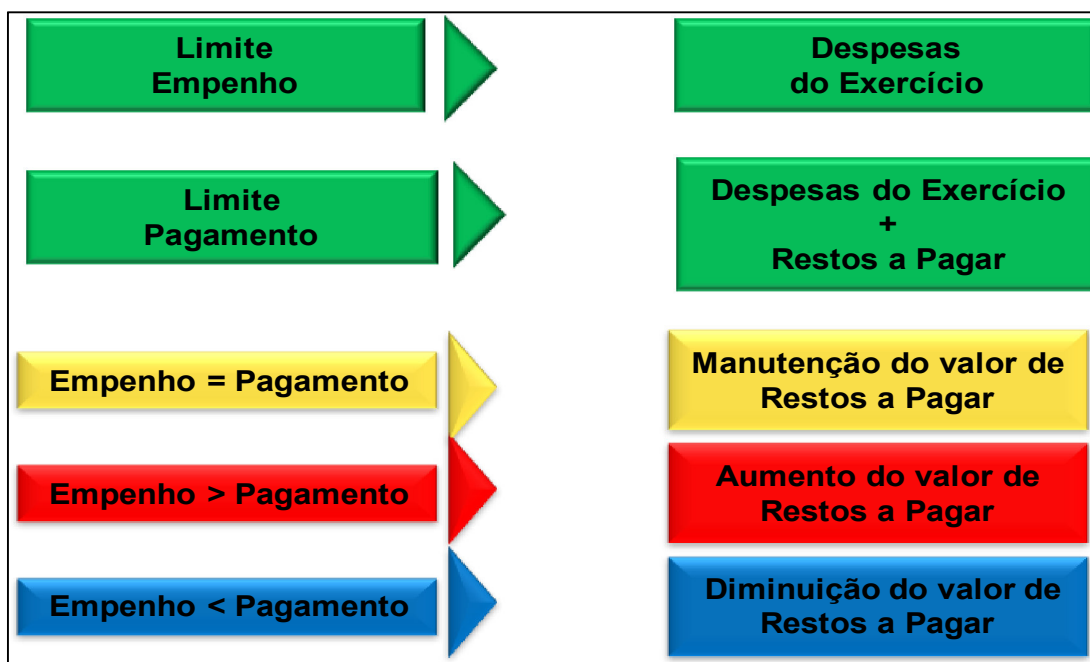 Limite
Empenho
Despesas
do Exercício
Limite
Pagamento
Despesas do Exercício
+
Restos a Pagar
Empenho = Pagamento
Manutenção do valor de
Restos a Pagar
Empenho > Pagamento
Aumento do valor de
Restos a Pagar
Empenho < Pagamento
Diminuição do valor de
Restos a Pagar